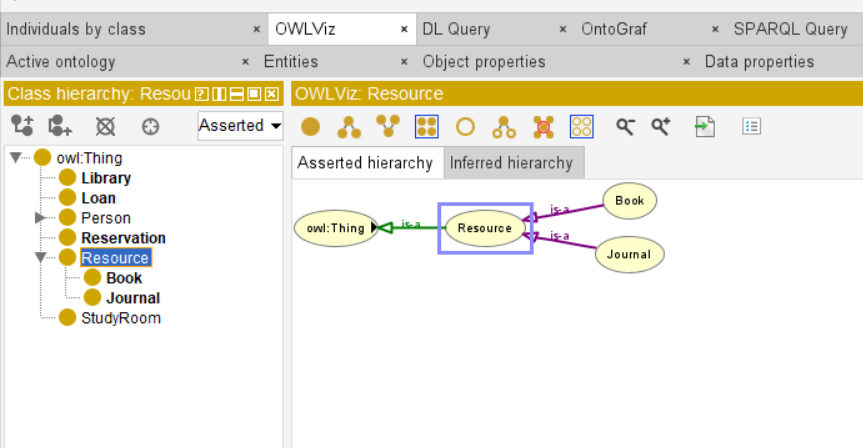 Individuals by class × OWLViz × DL Query × OntoGraf × SPARQL Query
Active ontology × Entities × Object properties × Data properties
Class hierarchy: Resou
OWLViz: Resource
Asserted
Asserted hierarchy Inferred hierarchy
owl:Thing
Library
Loan
Person
Reservation
Resource
Book
Journal
StudyRoom
owl:Thing
is-a
Resource
is-a
Book
is-a
Journal